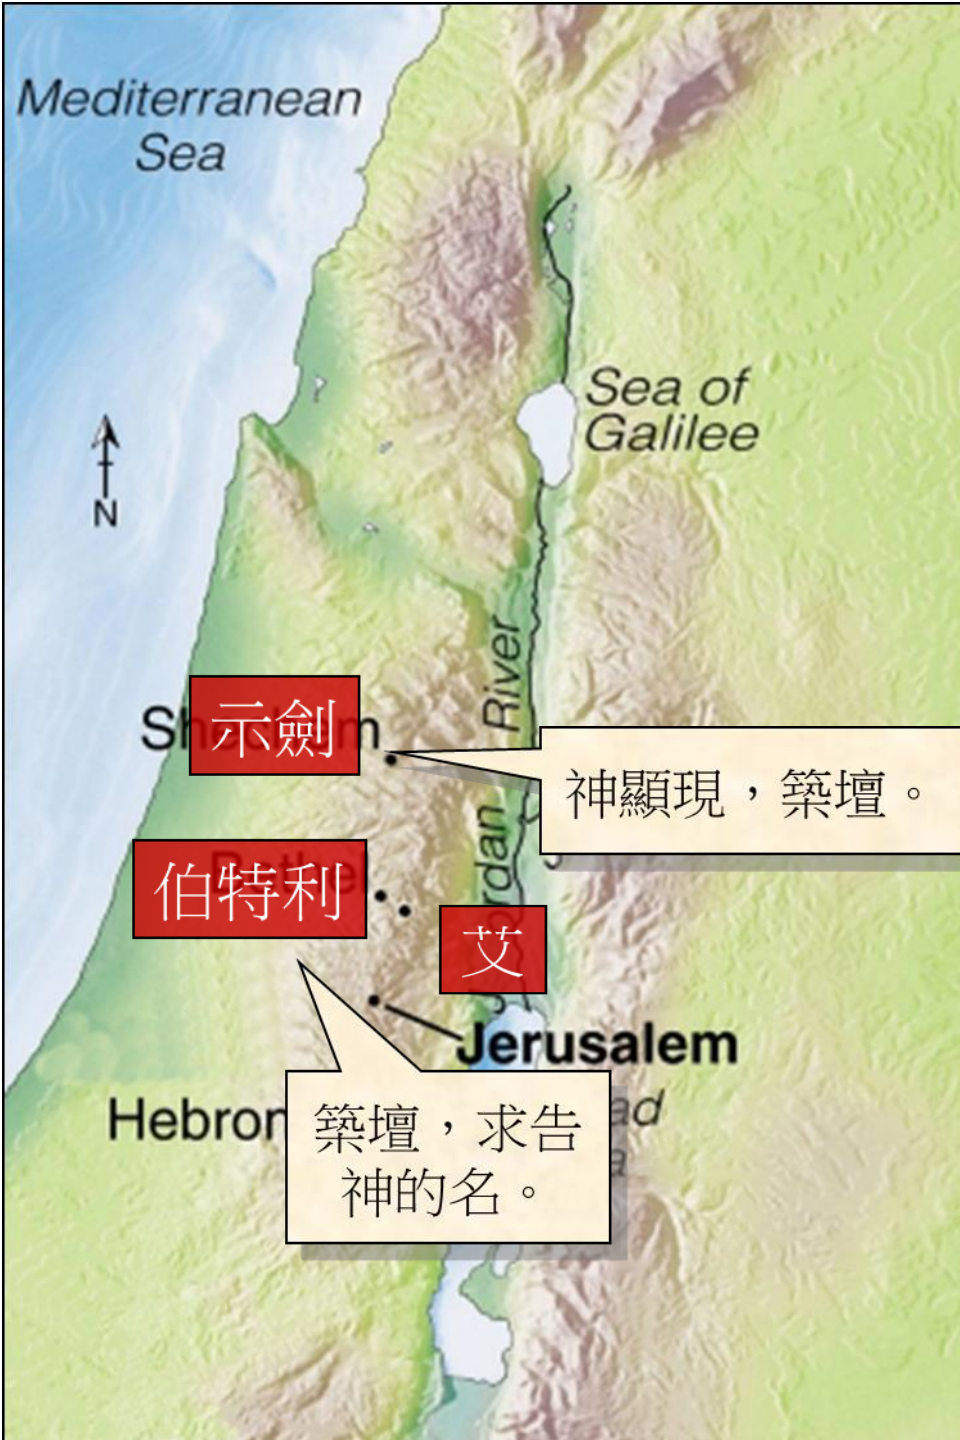 Mediterranean
Sea
Sea of
Galilee
N
River
示劍
神顯現，築壇。
伯特利
艾
Jerusalem
Hebron
築壇，求告
神的名。